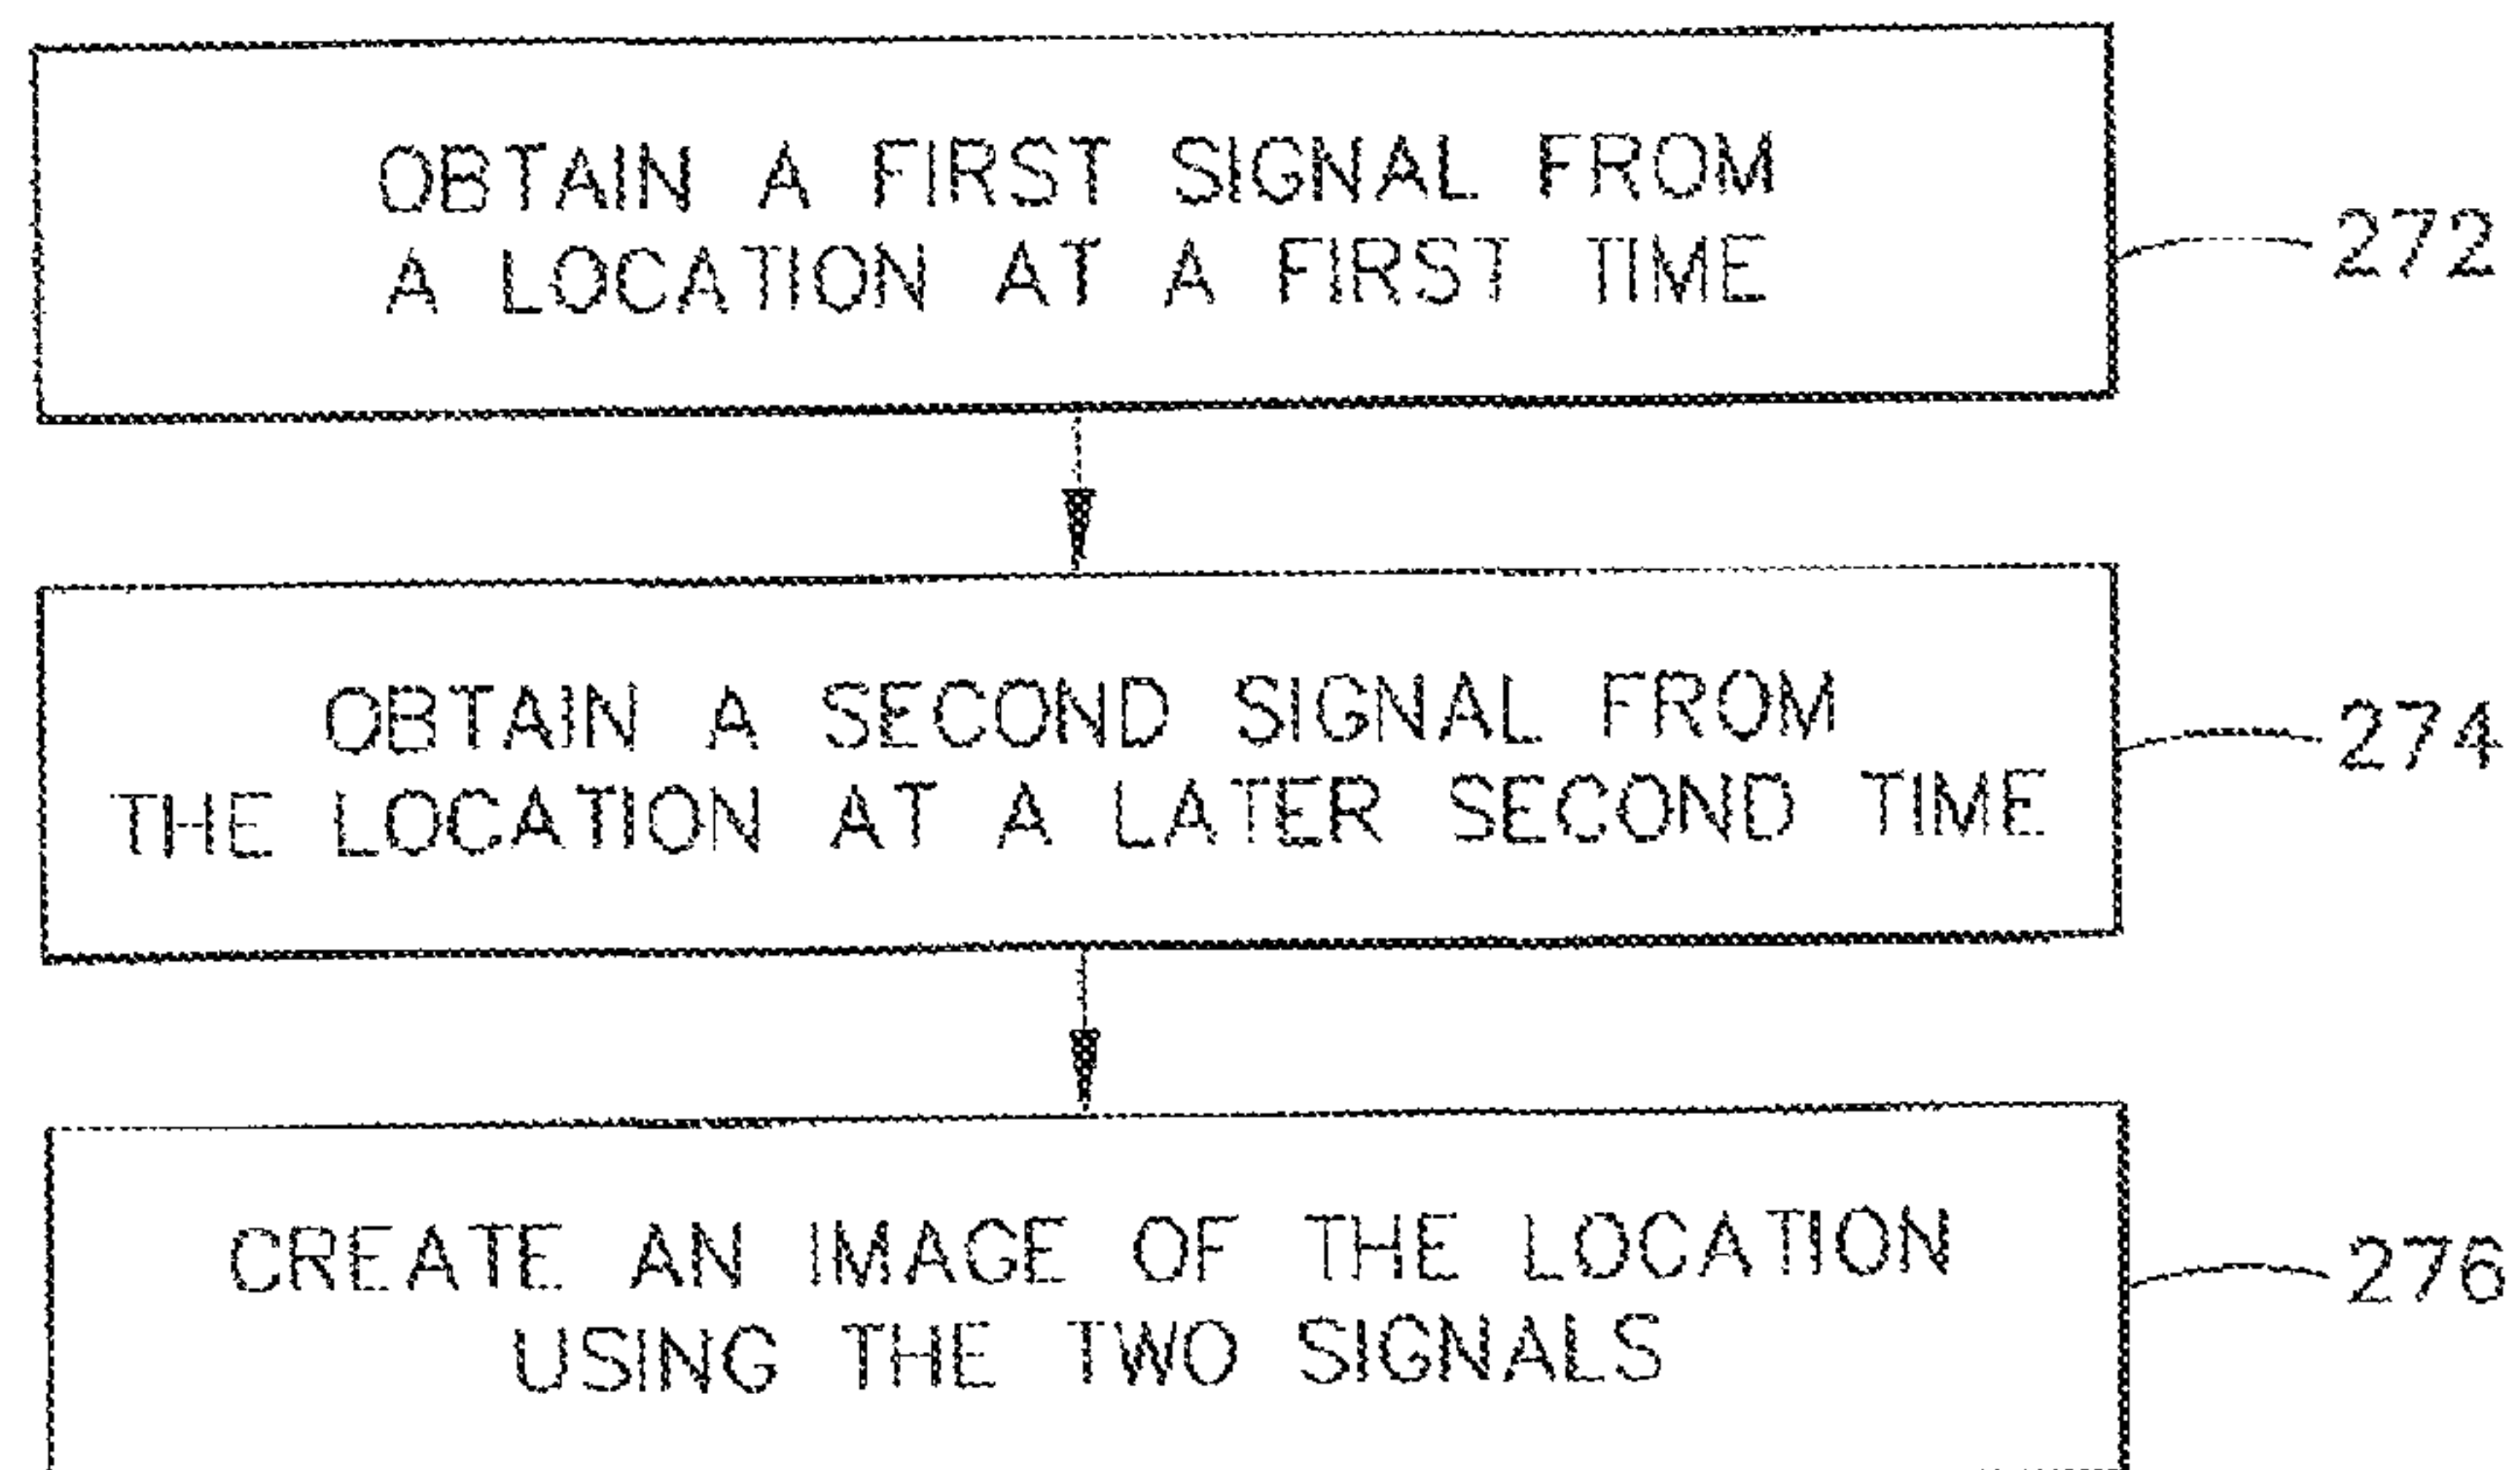 OBTAIN A FIRST SIGNAL FROM
A LOCATION AT A FIRST TIME
272
OBTAIN A SECOND SIGNAL FROM
THE LOCATION AT A LATER SECOND TIME
274
CREATE AN IMAGE OF THE LOCATION
USING THE TWO SIGNALS
276